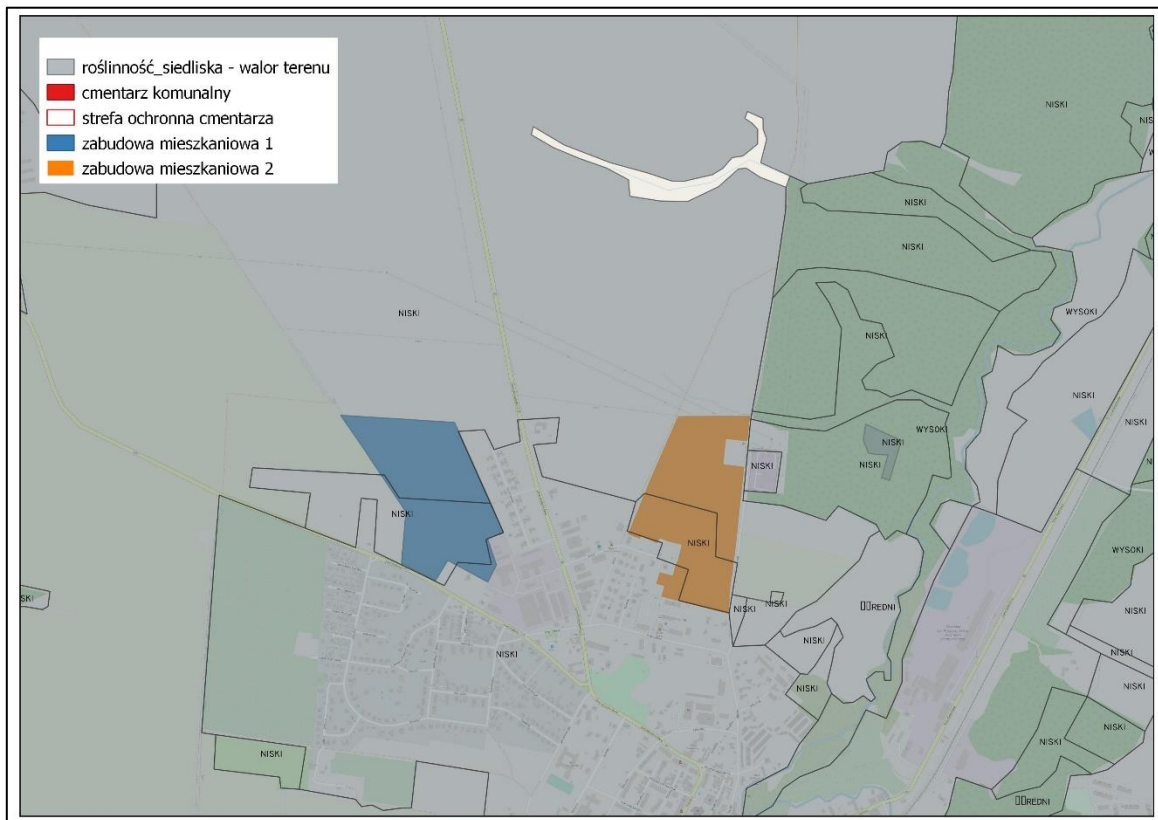 roślinność_siedliska - walor terenu
cmentarz komunalny
strefa ochronna cmentarza
zabudowa mieszkaniowa 1
zabudowa mieszkaniowa 2
NISKI
NISKI
NISKI
WYSOKI
NISKI
NISKI
NISKI
NISKI
NISKI
WYSOKI
NISKI
NISKI
NISKI
NISKI
NISKI
WYSOKI
NISKI
NISKI
NISKI
□□REDNI
NISKI
NISKI
NISKI
NISKI
NISKI
NISKI
NISKI
NISKI
□□REDNI